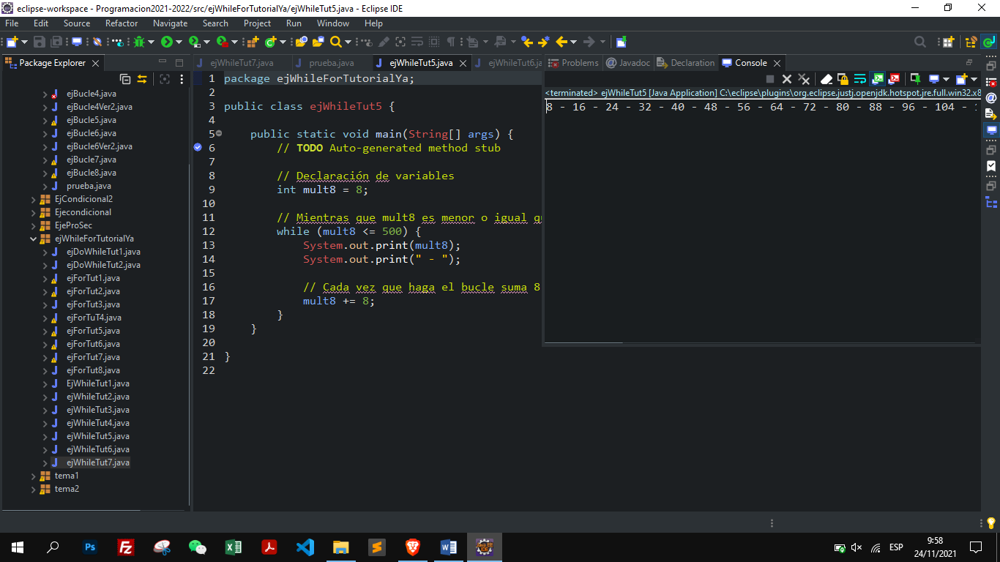 eclipse-workspace - Programacion2021-2022/src/ejWhileForTutorialYa/ejWhileTut5.java - Eclipse IDE
File Edit Source Refactor Navigate Search Project Run Window Help
Package Explorer
ejBucle4.java
ejBucle4Ver2.java
ejBucle5.java
ejBucle6.java
ejBucle6Ver2.java
ejBucle7.java
ejBucle8.java
prueba.java
EjCondicional2
Ejecondicional
EjeProSec
ejWhileForTutorialYa
ejDoWhileTut1.java
ejDoWhileTut2.java
ejForTut1.java
ejForTut2.java
ejForTut3.java
ejForTuT4.java
ejForTut5.java
ejForTut6.java
ejForTut7.java
ejForTut8.java
EjWhileTut1.java
ejWhileTut2.java
ejWhileTut3.java
ejWhileTut4.java
ejWhileTut5.java
ejWhileTut6.java
ejWhileTut7.java
tema1
tema2
ejWhileTut7.java prueba.java ejWhileTut5.java ejWhileTut6.ja
1 package ejWhileForTutorialYa;
2
3 public class ejWhileTut5 {
4
5 public static void main(String[] args) {
6 // TODO Auto-generated method stub
7
8 // Declaración de variables
9 int mult8 = 8;
10
11 // Mientras que mult8 es menor o igual qu
12 while (mult8 <= 500) {
13 System.out.print(mult8);
14 System.out.print(" - ");
15
16 // Cada vez que haga el bucle suma 8
17 mult8 += 8;
18 }
19 }
20
21 }
22
Problems Javadoc Declaration Console
<terminated> ejWhileTut5 [Java Application] C:\eclipse\plugins\org.eclipse.justj.openjdk.hotspot.jre.full.win32.x8
8 - 16 - 24 - 32 - 40 - 48 - 56 - 64 - 72 - 80 - 88 - 96 - 104 - 1
Ps
Fz
ESP
9:58
24/11/2021